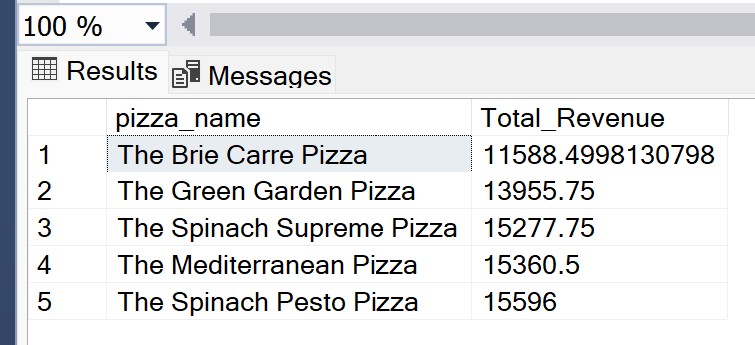 100 %
Results Messages
pizza_name Total_Revenue
1 The Brie Carre Pizza 11588.4998130798
2 The Green Garden Pizza 13955.75
3 The Spinach Supreme Pizza 15277.75
4 The Mediterranean Pizza 15360.5
5 The Spinach Pesto Pizza 15596